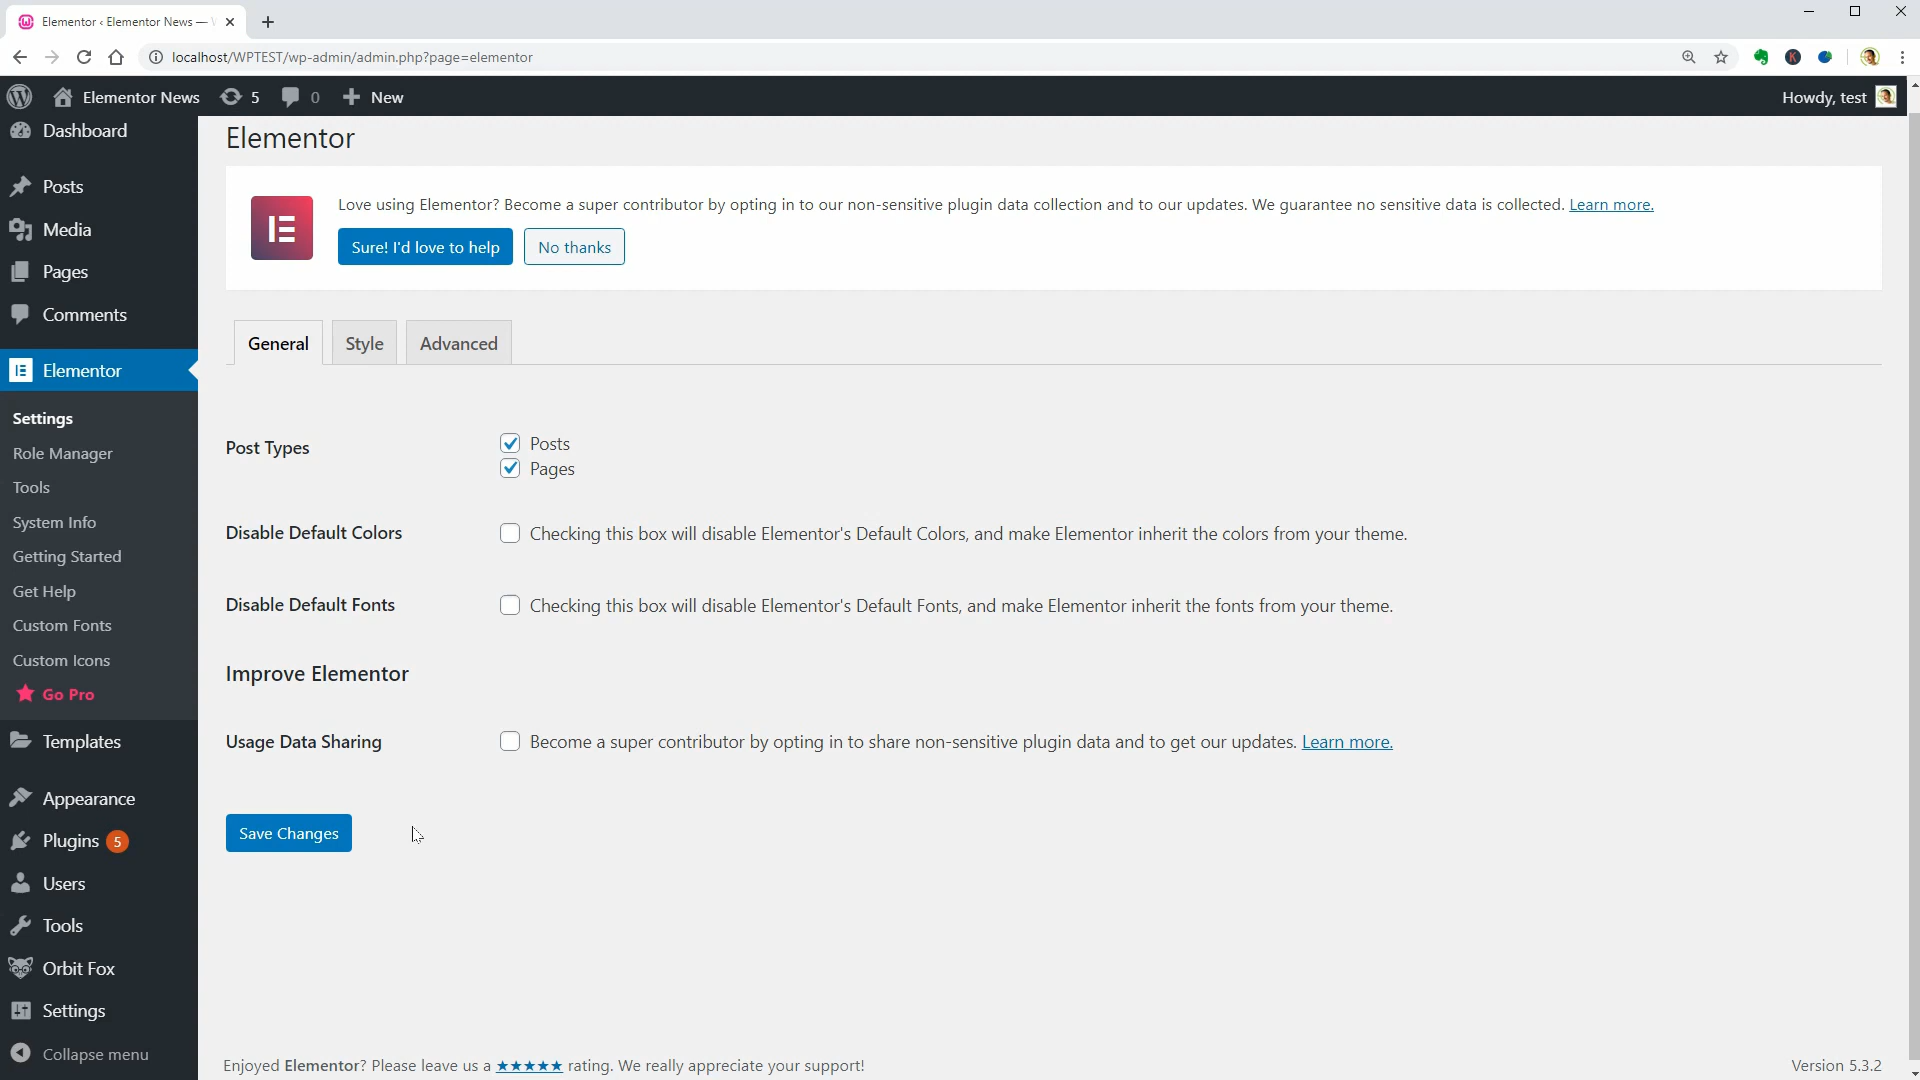 Elementor ‹ Elementor News —
localhost/WPTEST/wp-admin/admin.php?page=elementor
Elementor News 5 0 New Howdy, test
Dashboard
Posts
Media
Pages
Comments
Elementor
Settings
Role Manager
Tools
System Info
Getting Started
Get Help
Custom Fonts
Custom Icons
Go Pro
Templates
Appearance
Plugins 5
Users
Tools
Orbit Fox
Settings
Collapse menu
Elementor
Love using Elementor? Become a super contributor by opting in to our non-sensitive plugin data collection and to our updates. We guarantee no sensitive data is collected. Learn more.
Sure! I'd love to help No thanks
General Style Advanced
Post Types Posts
Pages
Disable Default Colors Checking this box will disable Elementor's Default Colors, and make Elementor inherit the colors from your theme.
Disable Default Fonts Checking this box will disable Elementor's Default Fonts, and make Elementor inherit the fonts from your theme.
Improve Elementor
Usage Data Sharing Become a super contributor by opting in to share non-sensitive plugin data and to get our updates. Learn more.
Save Changes
Enjoyed Elementor? Please leave us a ★★★★★ rating. We really appreciate your support! Version 5.3.2